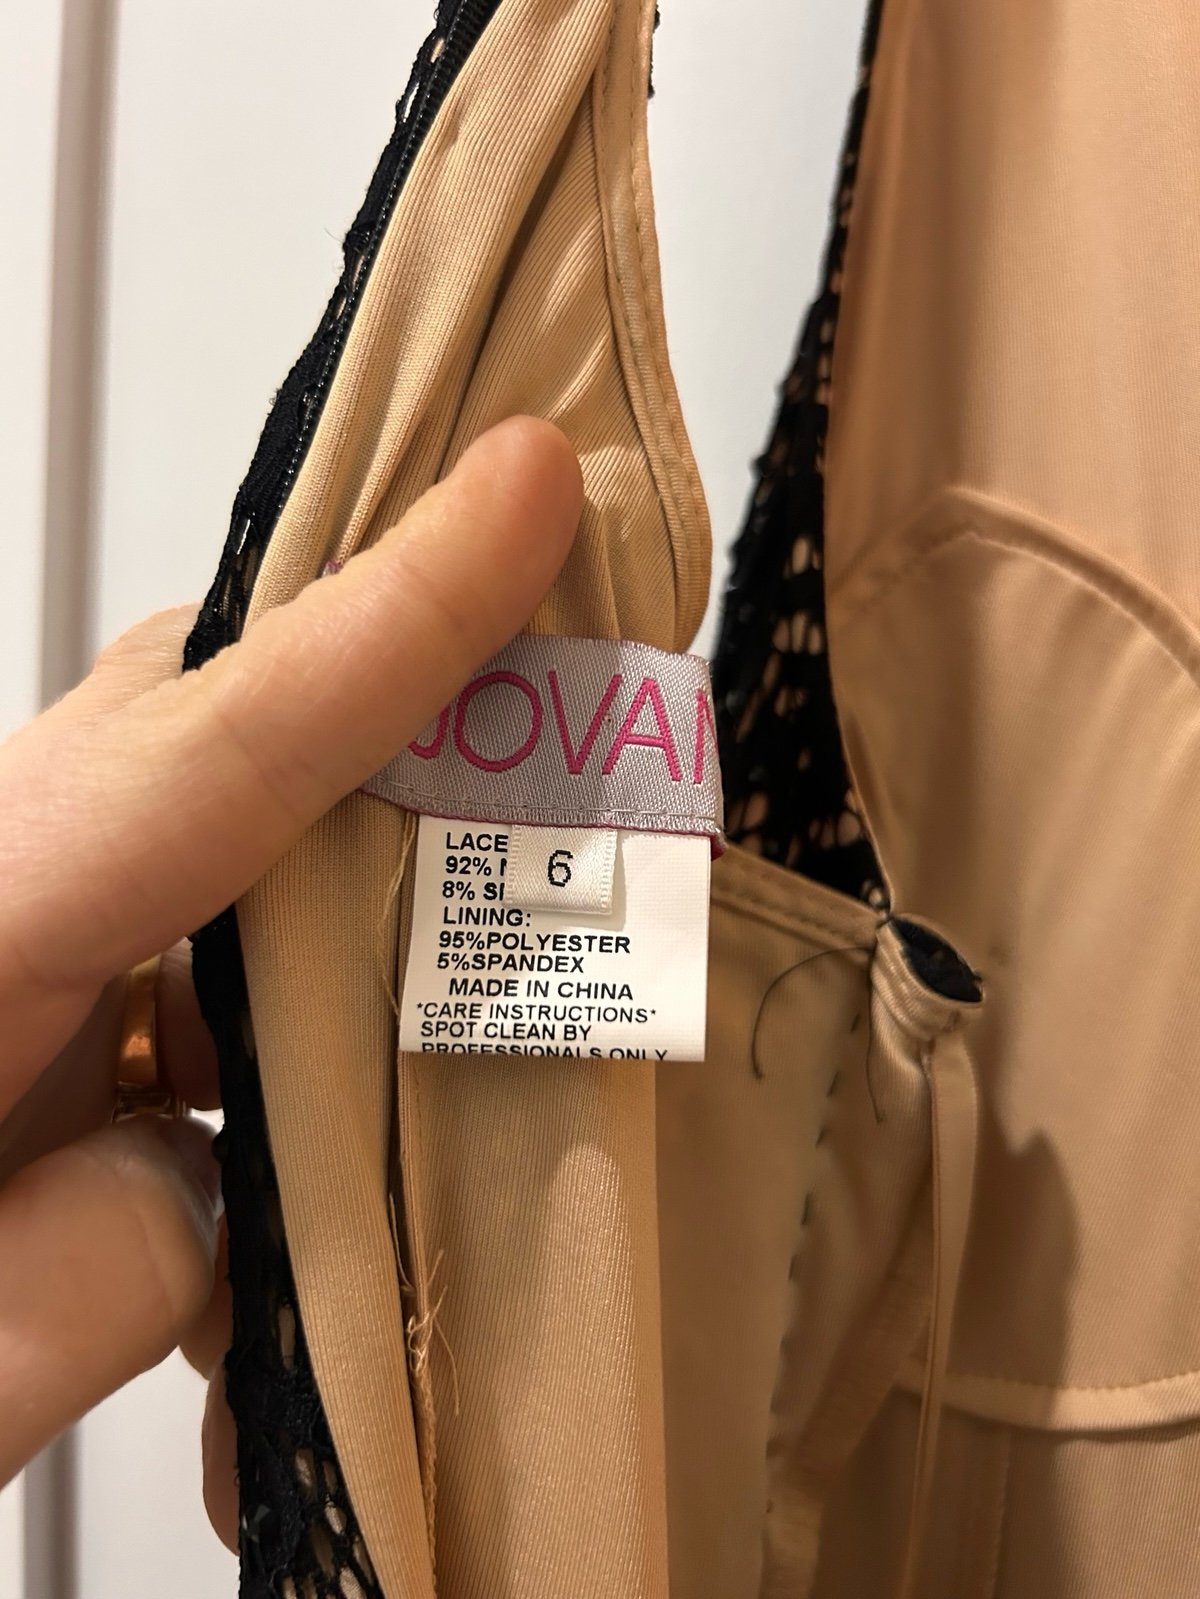 JOVAN
6
LACE
92%
8%
LINING:
95%POLYESTER
5%SPANDEX
MADE IN CHINA
*CARE INSTRUCTIONS*
SPOT CLEAN BY
PROFESSIONALS ONLY